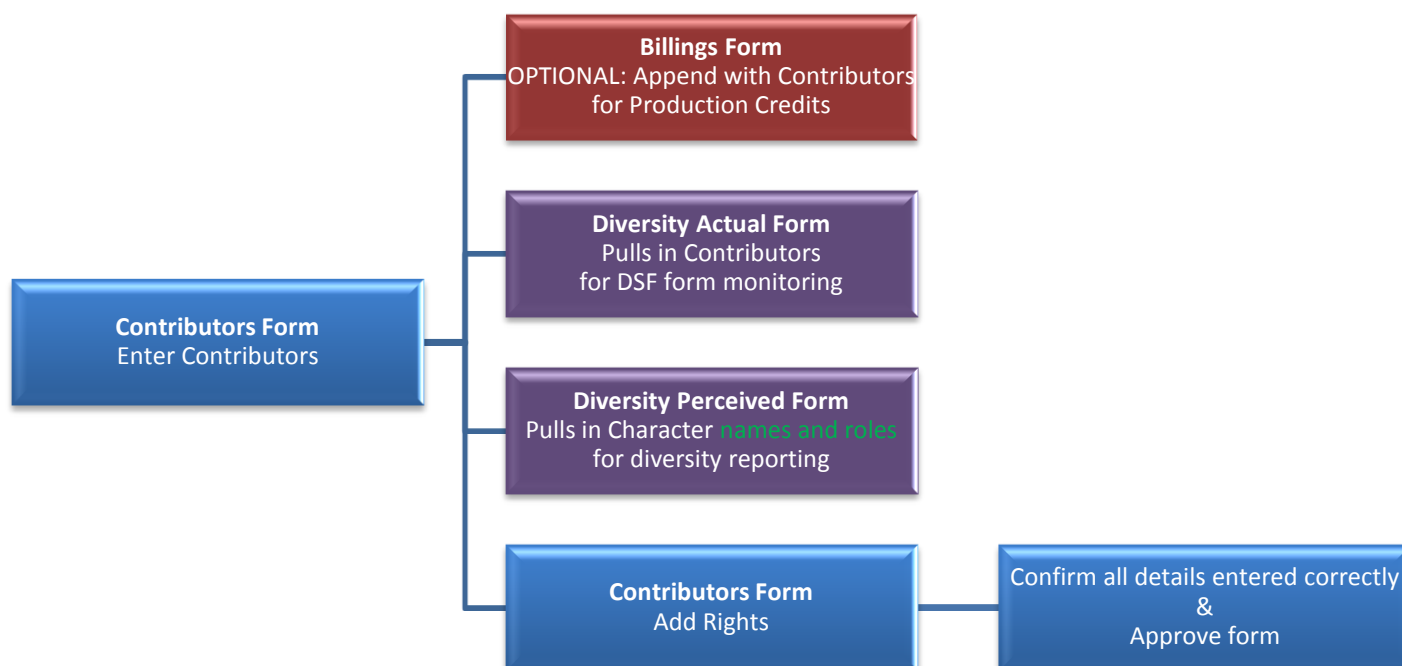 Billings Form
OPTIONAL: Append with Contributors
for Production Credits
Diversity Actual Form
Pulls in Contributors
for DSF form monitoring
Contributors Form
Enter Contributors
Diversity Perceived Form
Pulls in Character names and roles
for diversity reporting
Contributors Form
Add Rights
Confirm all details entered correctly
&
Approve form